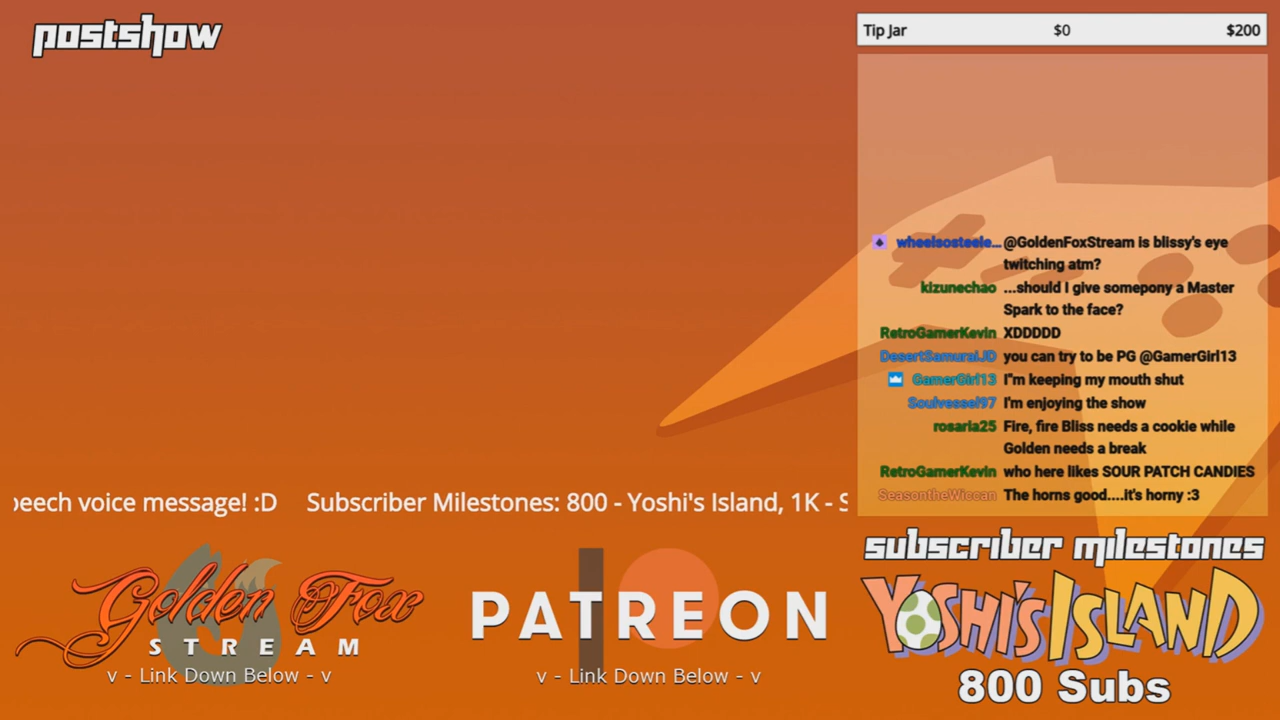 postshow
Tip Jar $0 $200
wheelsosteele... @GoldenFoxStream is blissy's eye
twitching atm?
kizunechao ...should I give somepony a Master
Spark to the face?
RetroGamerKevin XDDDDD
DesertSamuraiJD you can try to be PG @GamerGirl13
GamerGirl13 I"m keeping my mouth shut
Soulvessel97 I'm enjoying the show
rosaria25 Fire, fire Bliss needs a cookie while
Golden needs a break
RetroGamerKevin who here likes SOUR PATCH CANDIES
SeasontheWiccan The horns good....it's horny :3
peech voice message! :D Subscriber Milestones: 800 - Yoshi's Island, 1K - S
Golden Fox
STREAM
v - Link Down Below - v
PATREON
v - Link Down Below - v
subscriber milestones
YOSHI'S ISLAND
800 Subs